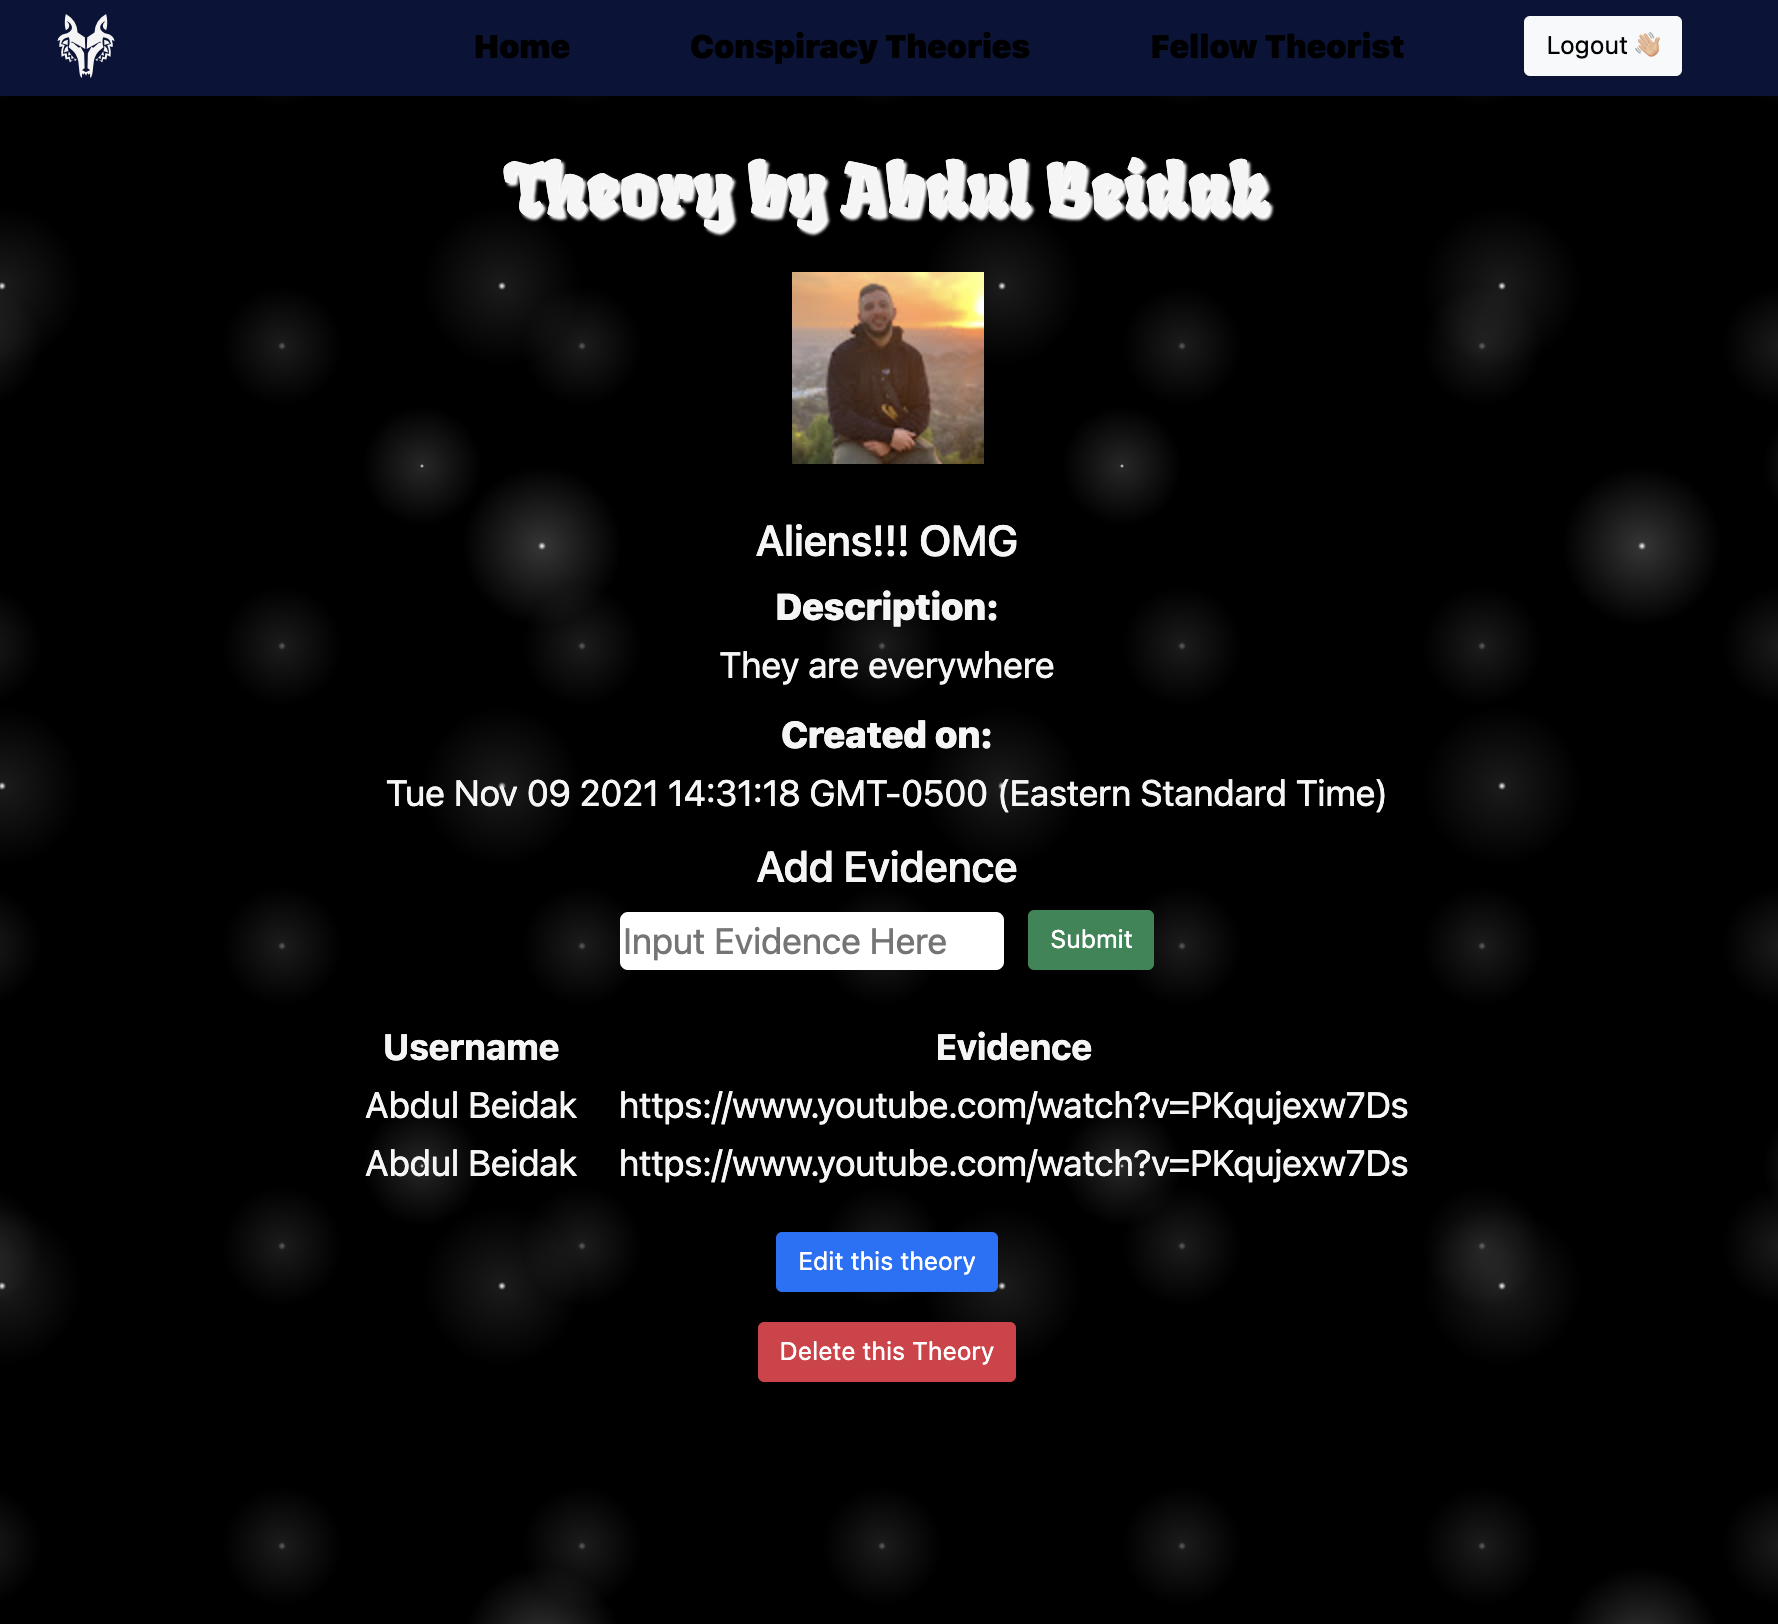 Home Conspiracy Theories Fellow Theorist Logout 👋🏼
Theory by Abdul Beidak
Aliens!!! OMG
Description:
They are everywhere
Created on:
Tue Nov 09 2021 14:31:18 GMT-0500 (Eastern Standard Time)
Add Evidence
Input Evidence Here Submit
Username Evidence
Abdul Beidak https://www.youtube.com/watch?v=PKqujexw7Ds
Abdul Beidak https://www.youtube.com/watch?v=PKqujexw7Ds
Edit this theory
Delete this Theory